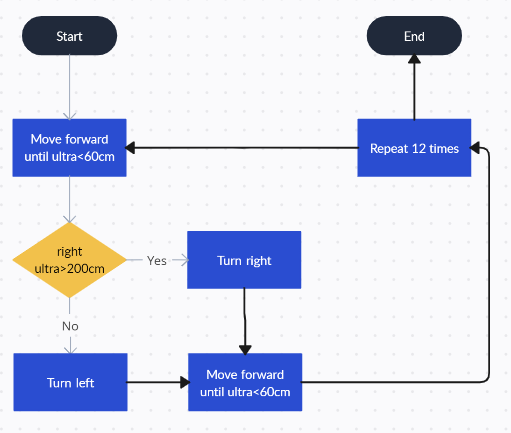 Start
End
Move forward
until ultra<60cm
Repeat 12 times
right
ultra>200cm
Yes
Turn right
No
Turn left
Move forward
until ultra<60cm